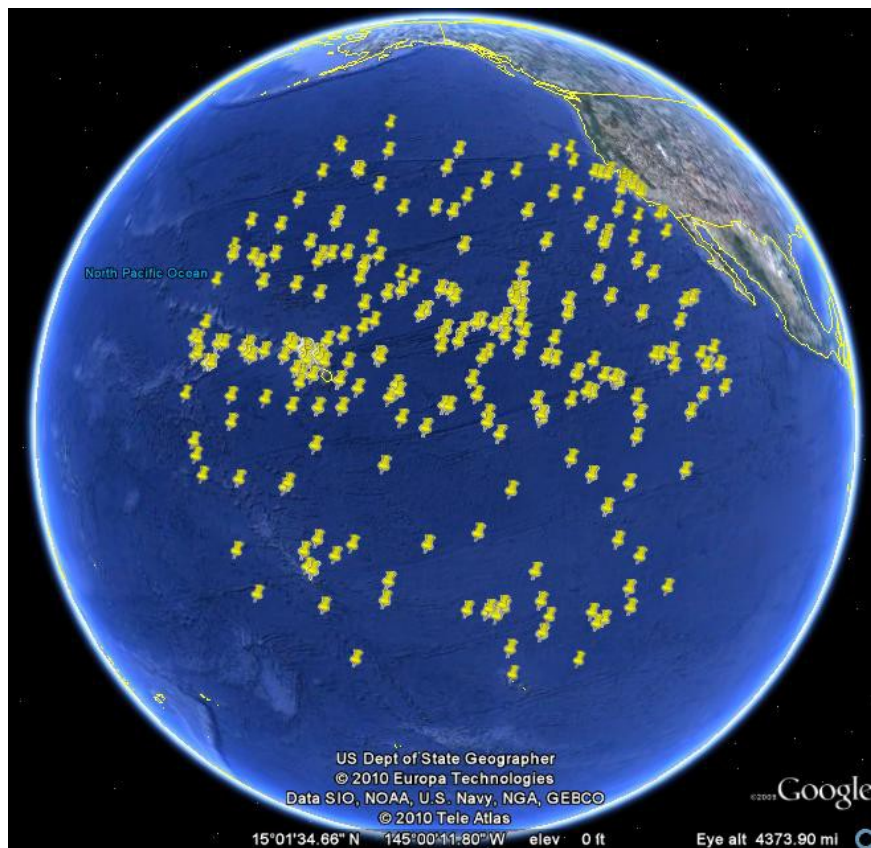 North Pacific Ocean
US Dept of State Geographer
© 2010 Europa Technologies
Data SIO, NOAA, U.S. Navy, NGA, GEBCO
© 2010 Tele Atlas
©2009 Google
15°01'34.66" N 145°00'11.80" W elev 0 ft Eye alt 4373.90 mi